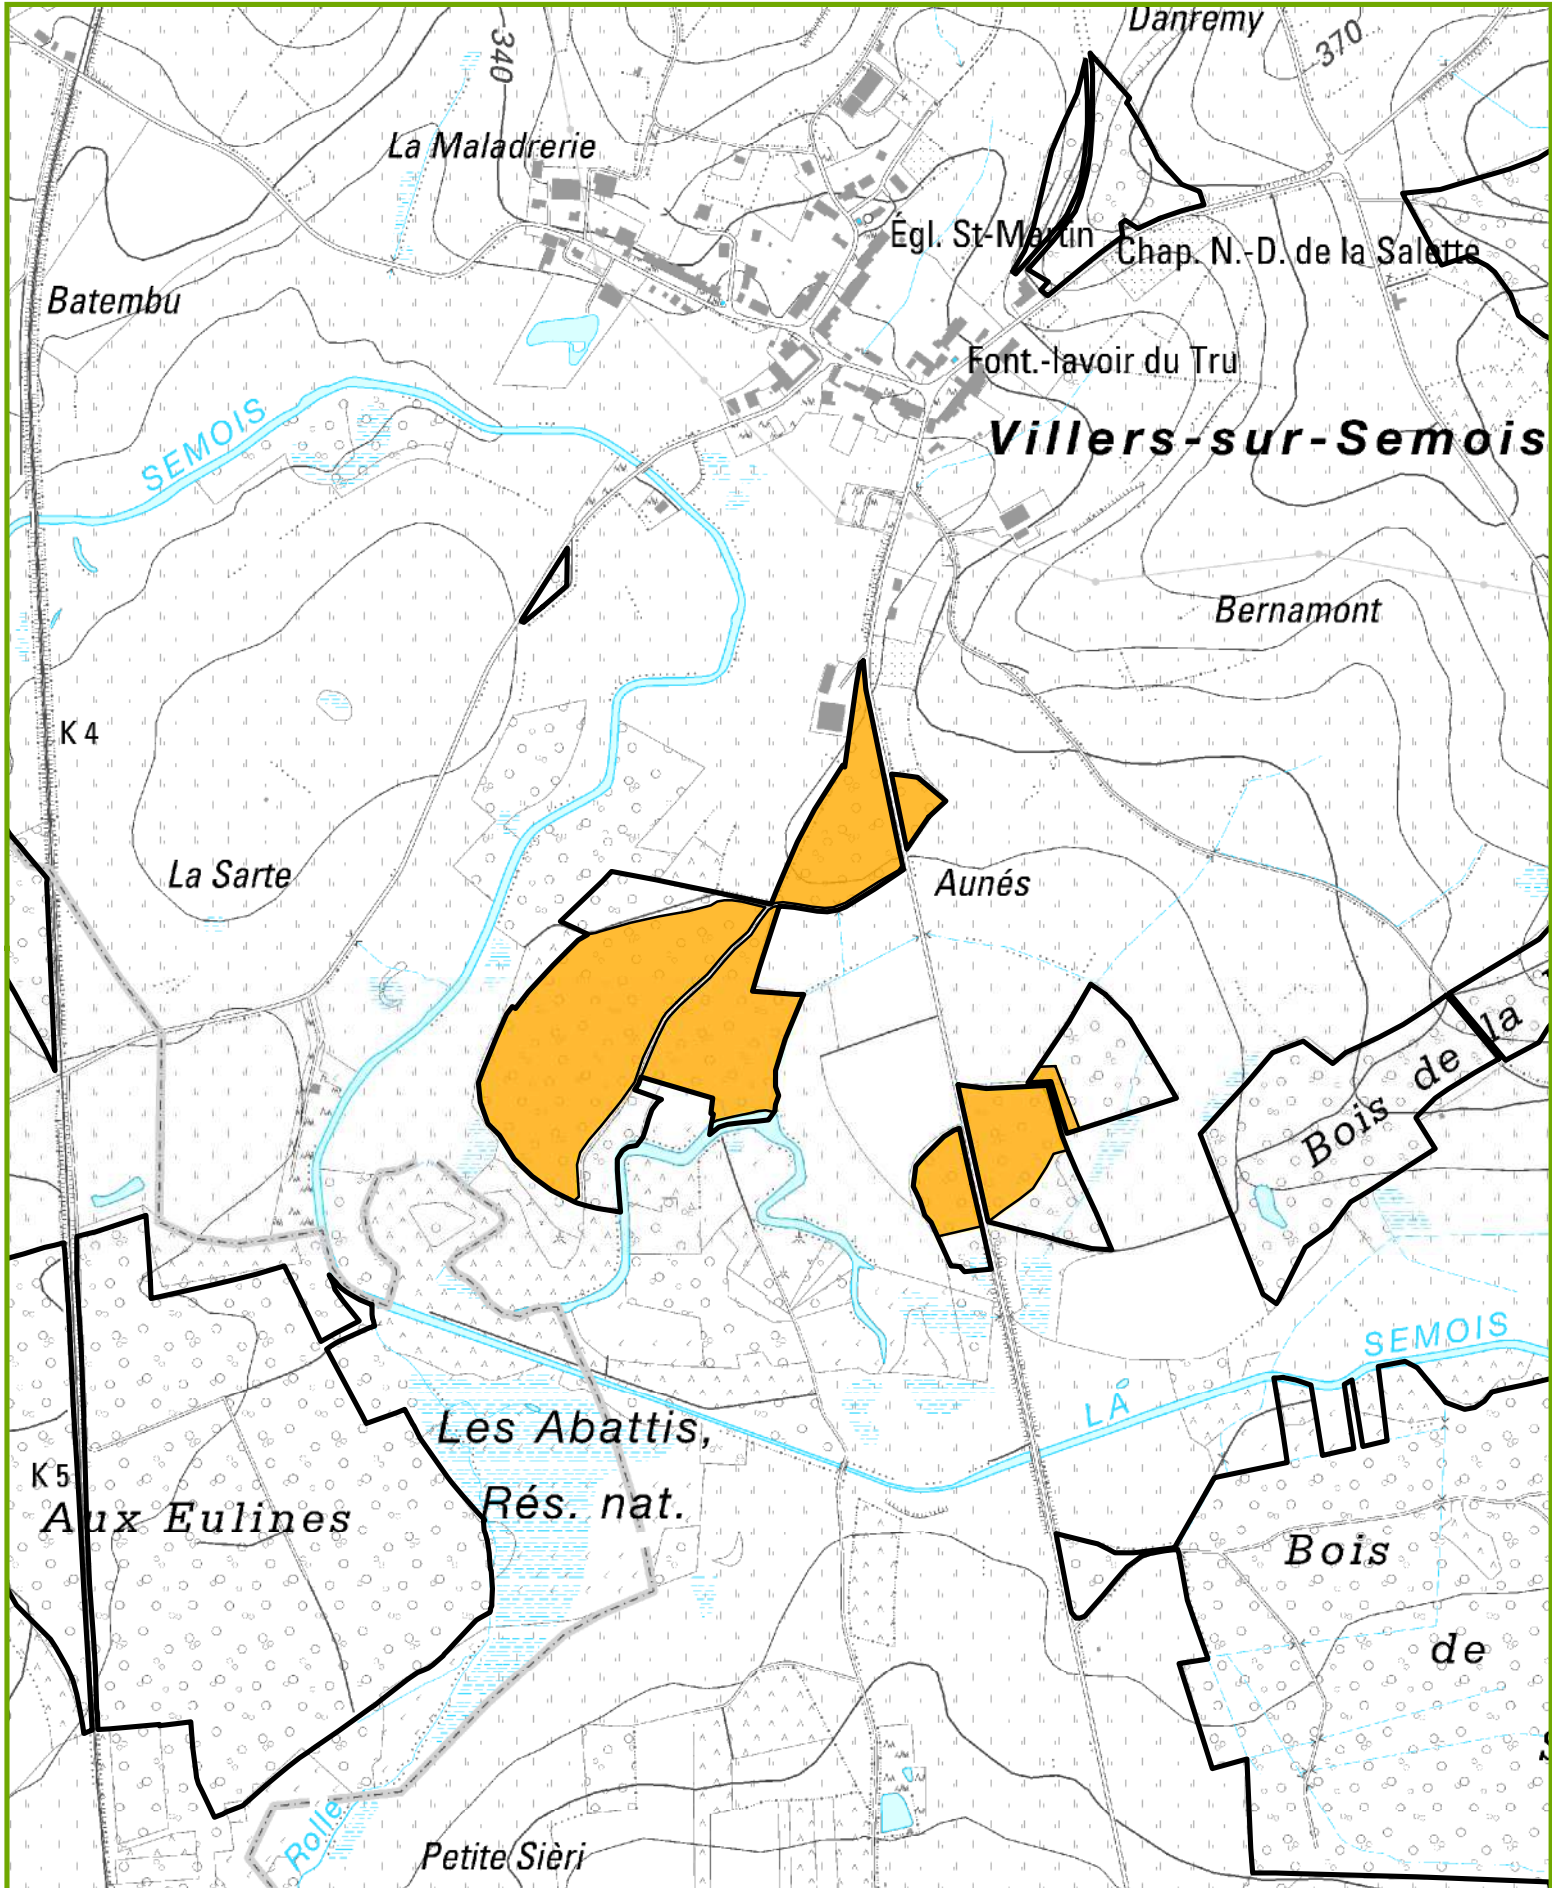 Danremy
340
370
La Maladrerie
Égl. St-Martin
Chap. N.-D. de la Salette
Batembu
Font.-lavoir du Tru
SEMOIS
Villers-sur-Semois
Bernamont
K 4
La Sarte
Aunés
Bois de la
SEMOIS
LA
Les Abattis,
Rés. nat.
K 5
Aux Eulines
Bois
de
Rolle
Petite Sièri